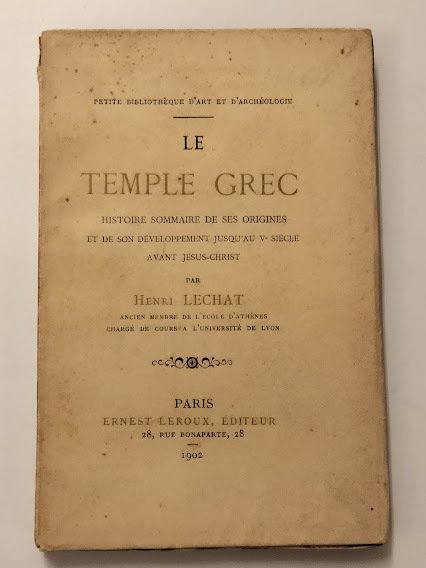 PETITE BIBLIOTHÈQUE D'ART ET D'ARCHÉOLOGIE
LE
TEMPLE GREC
HISTOIRE SOMMAIRE DE SES ORIGINES
ET DE SON DÉVELOPPEMENT JUSQU'AU Vᵉ SIÈCLE
AVANT JÉSUS-CHRIST
PAR
HENRI LECHAT
ANCIEN MEMBRE DE L'ÉCOLE D'ATHÈNES
CHARGÉ DE COURS A L'UNIVERSITÉ DE LYON
PARIS
ERNEST LEROUX, ÉDITEUR
28, RUE BONAPARTE, 28
1902